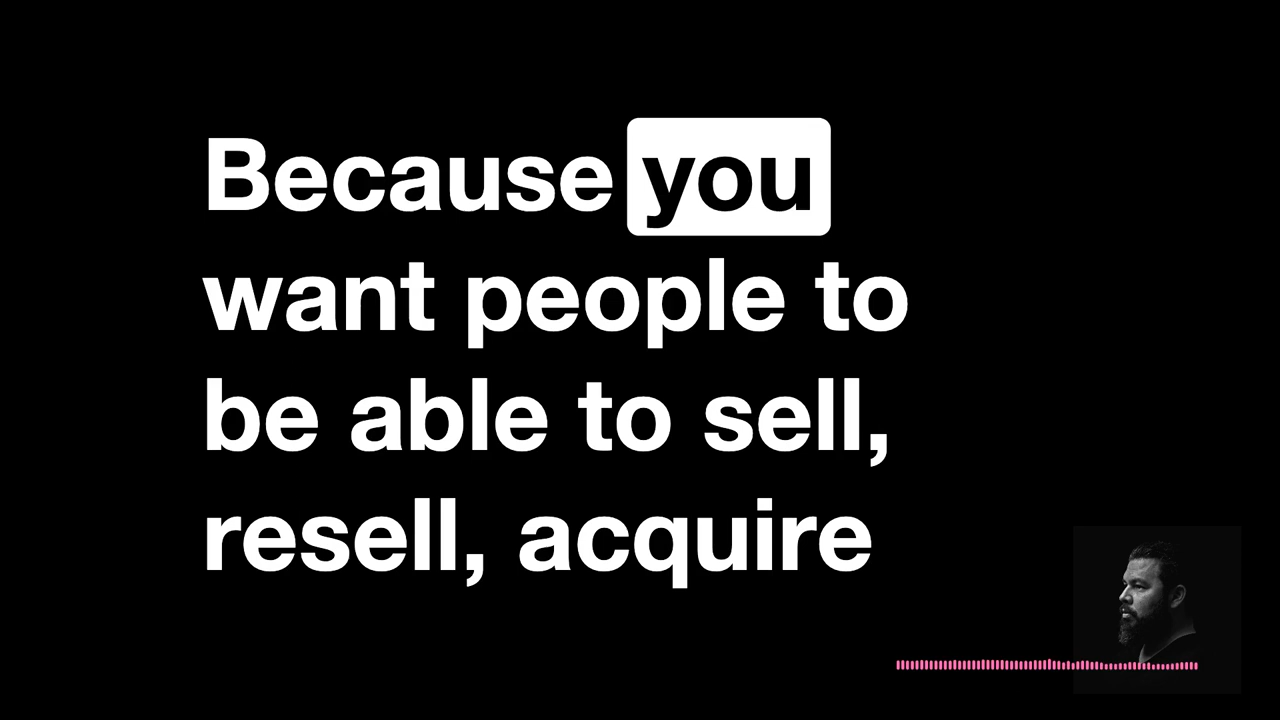 Because you
want people to
be able to sell,
resell, acquire